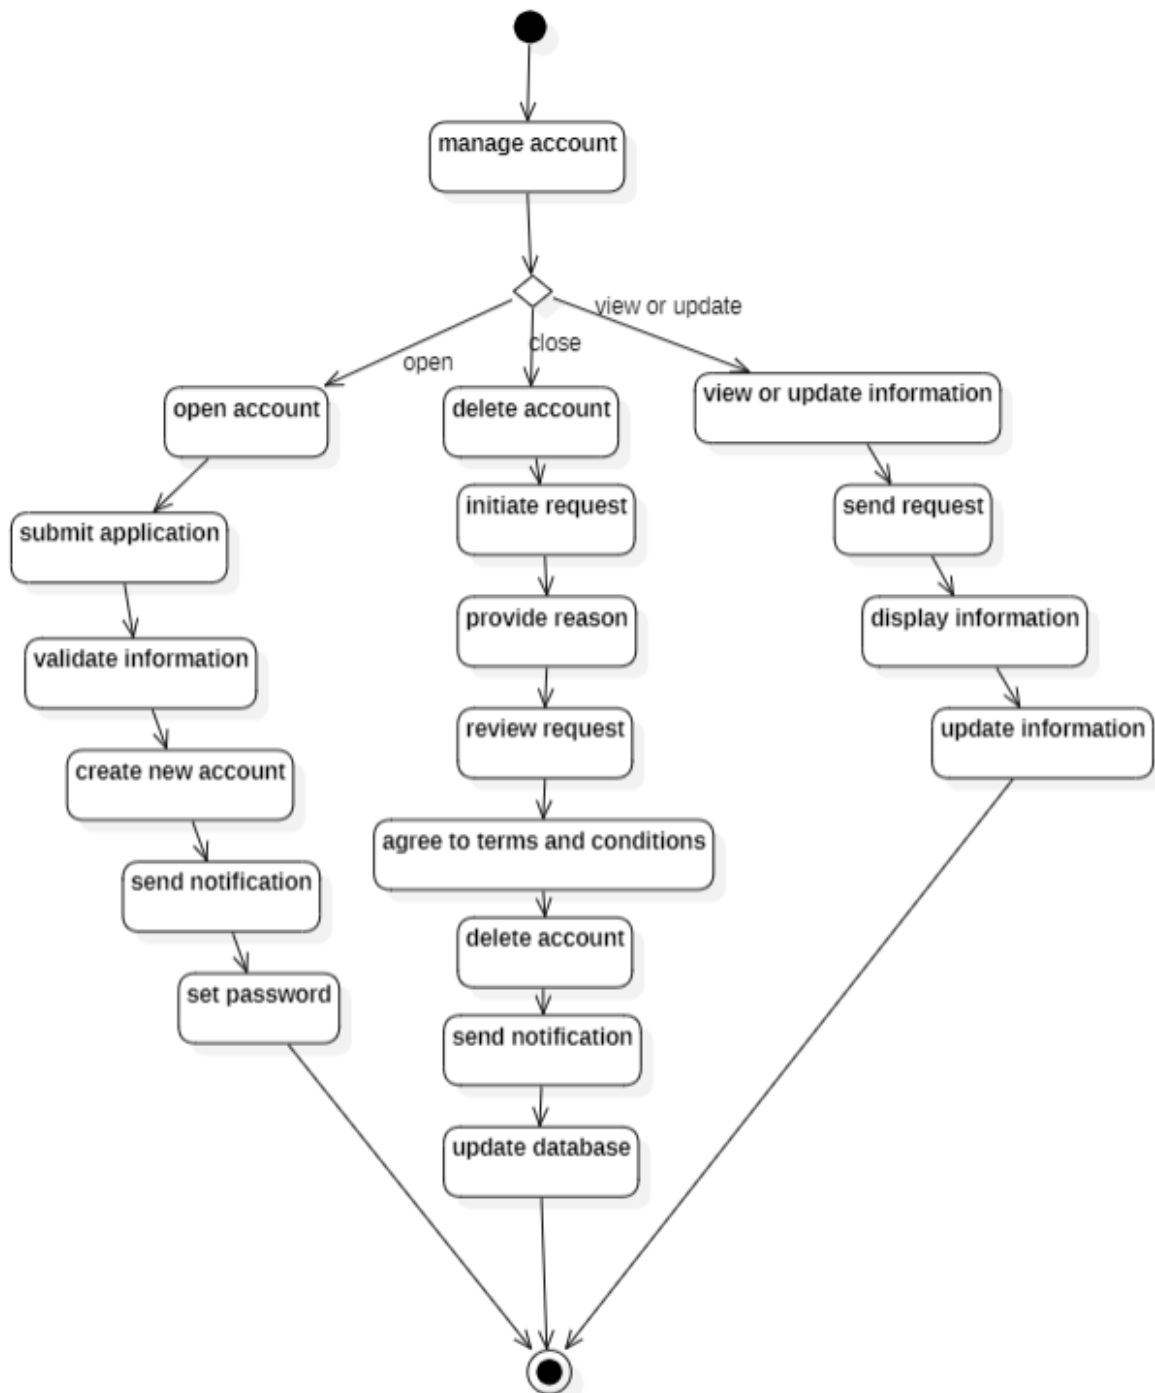 manage account
view or update
close
open
open account
delete account
view or update information
submit application
initiate request
send request
validate information
provide reason
display information
create new account
review request
update information
send notification
agree to terms and conditions
set password
delete account
send notification
update database